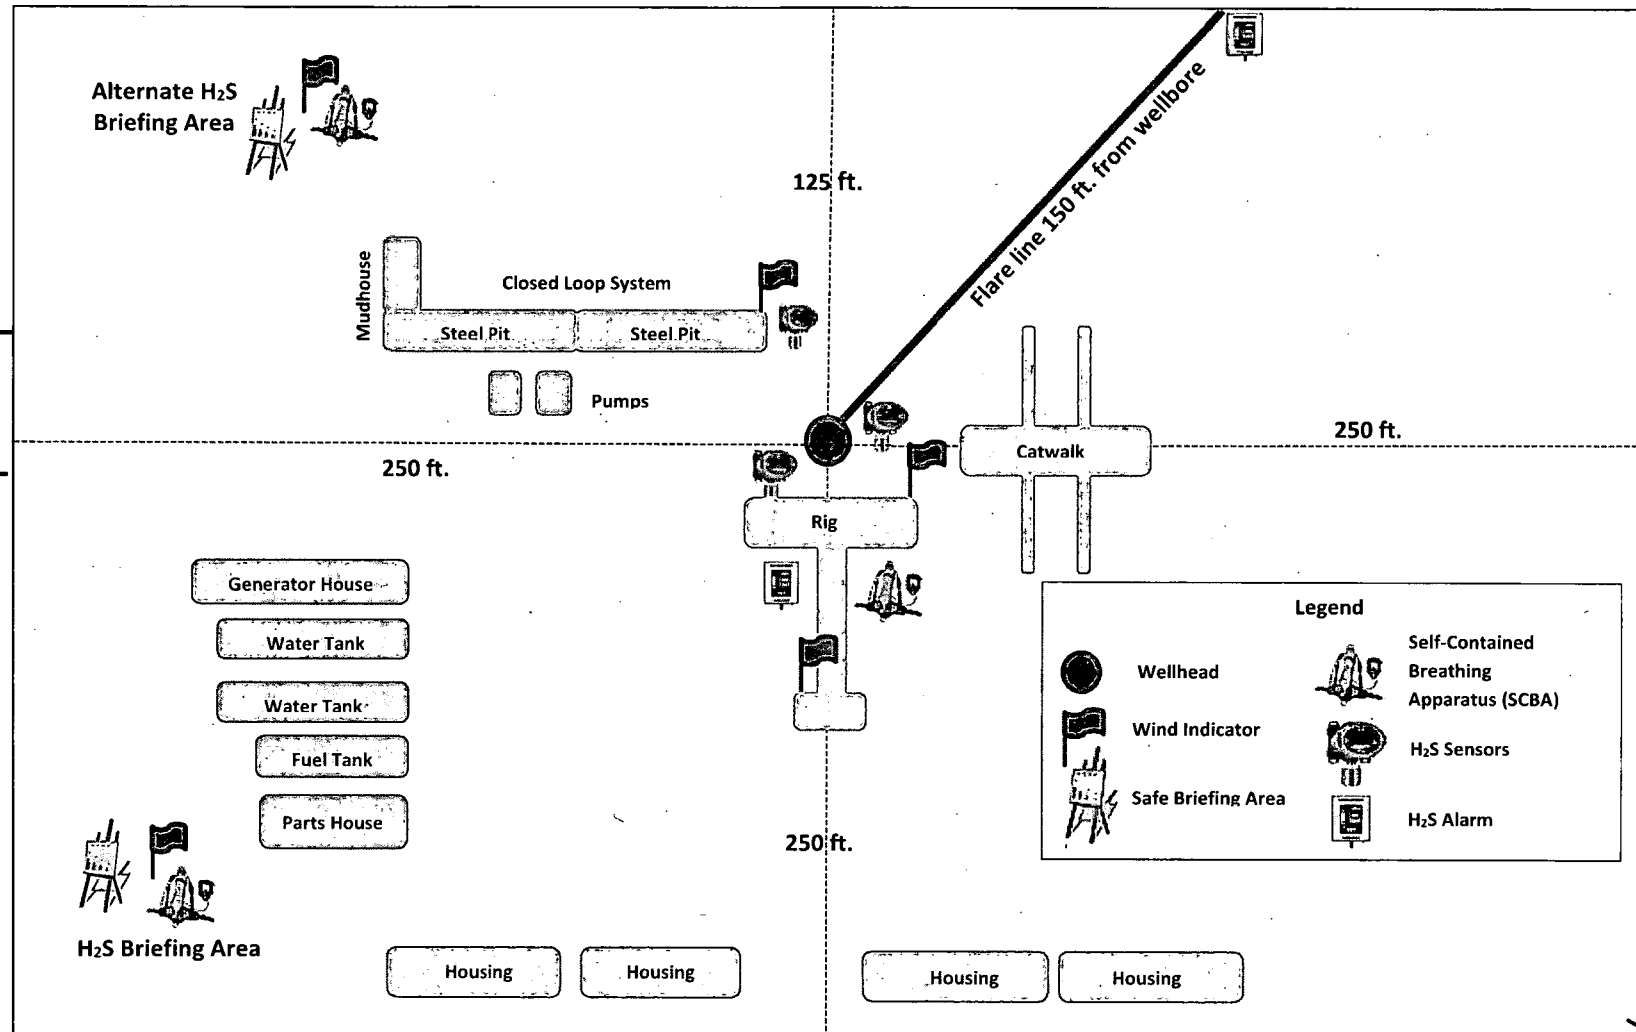 Alternate H2S
Briefing Area
125 ft.
Flare line 150 ft. from wellbore
Mudhouse
Closed Loop System
Steel Pit
Steel Pit
Pumps
250 ft.
250 ft.
Catwalk
Rig
Generator House
Water Tank
Water Tank
Fuel Tank
Parts House
250 ft.
H2S Briefing Area
Housing
Housing
Housing
Housing
Legend
Wellhead
Wind Indicator
Safe Briefing Area
Self-Contained
Breathing
Apparatus (SCBA)
H2S Sensors
H2S Alarm